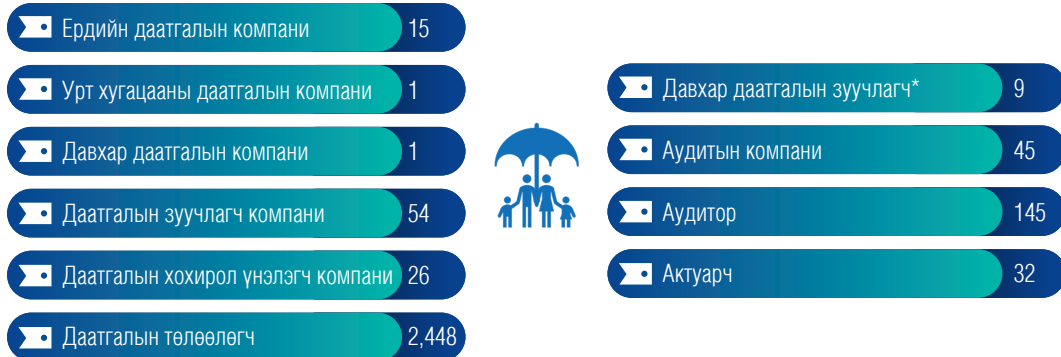 Ердийн даатгалын компани 15
Урт хугацааны даатгалын компани 1
Давхар даатгалын компани 1
Даатгалын зуучлагч компани 54
Даатгалын хохирол үнэлэгч компани 26
Даатгалын төлөөлөгч 2,448
Давхар даатгалын зуучлагч* 9
Аудитын компани 45
Аудитор 145
Актуарч 32